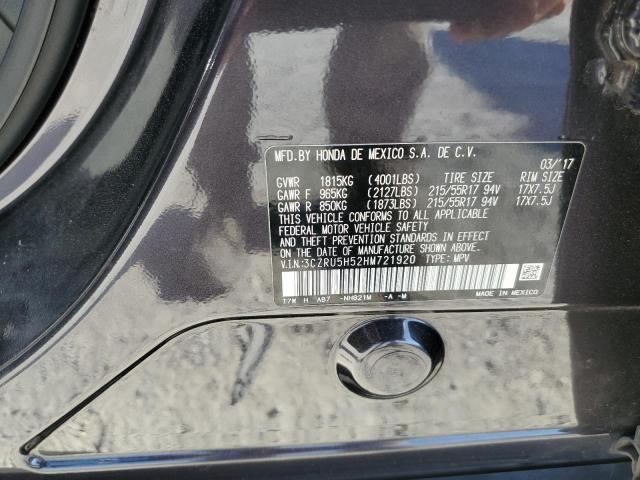 MFD.BY HONDA DE MEXICO S.A. DE C.V.
03/17
GVWR 1815KG (4001LBS) TIRE SIZE RIM SIZE
GAWR F 965KG (2127LBS) 215/55R17 94V 17X7.5J
GAWR R 850KG (1873LBS) 215/55R17 94V 17X7.5J
THIS VEHICLE CONFORMS TO ALL APPLICABLE
FEDERAL MOTOR VEHICLE SAFETY
AND THEFT PREVENTION STANDARDS IN EFFECT
ON THE DATE OF MANUFACTURE SHOWN ABOVE.
V.I.N:3CZRU5H52HM721920 TYPE: MPV
T7W H AB7 -NH821M -A -M MADE IN MEXICO